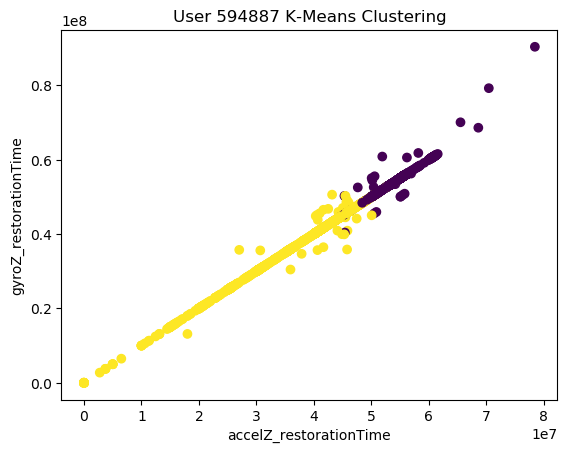 User 594887 K-Means Clustering
1e8
0.8
0.6
0.4
0.2
0.0
gyroZ_restorationTime
0 1 2 3 4 5 6 7 8
1e7
accelZ_restorationTime